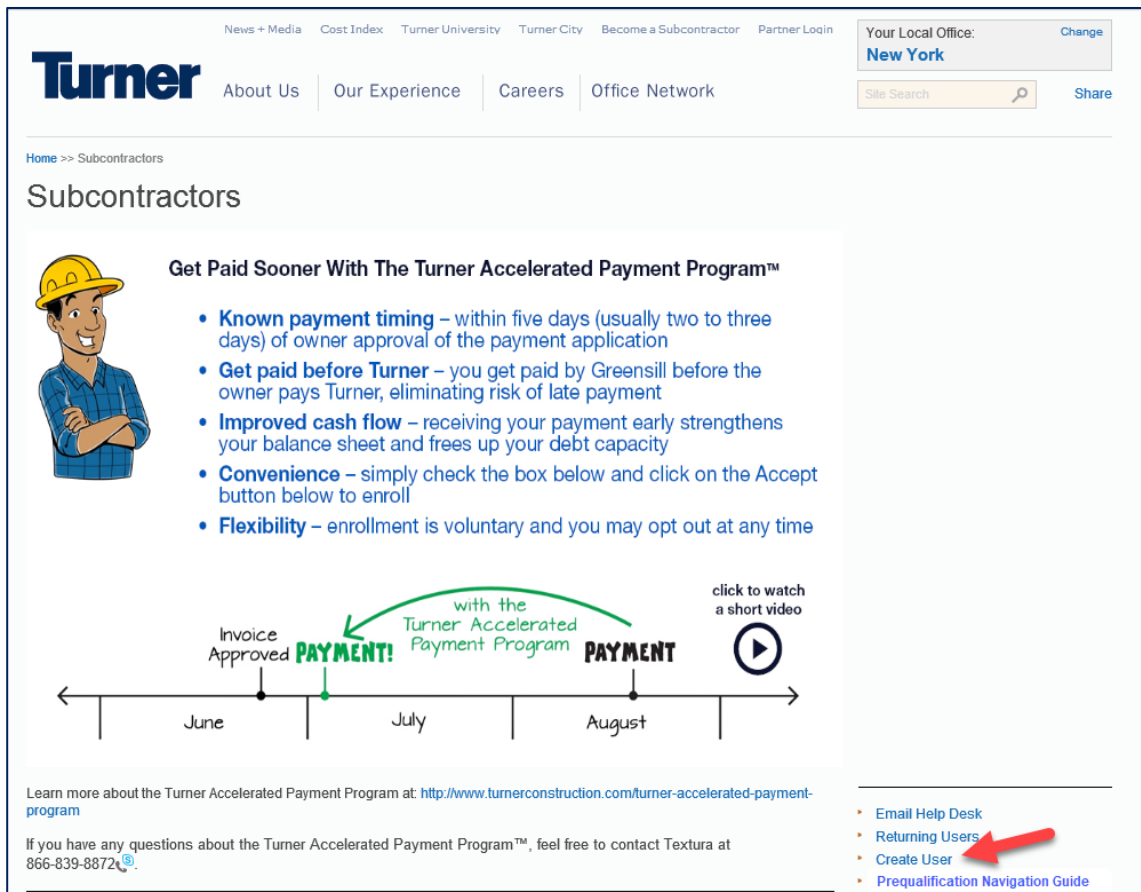 News + Media Cost Index Turner University Turner City Become a Subcontractor Partner Login
Your Local Office: Change
New York
Turner
About Us Our Experience Careers Office Network
Site Search Share
Home >> Subcontractors
Subcontractors
Get Paid Sooner With The Turner Accelerated Payment Program™
• Known payment timing – within five days (usually two to three
days) of owner approval of the payment application
• Get paid before Turner – you get paid by Greensill before the
owner pays Turner, eliminating risk of late payment
• Improved cash flow – receiving your payment early strengthens
your balance sheet and frees up your debt capacity
• Convenience – simply check the box below and click on the Accept
button below to enroll
• Flexibility – enrollment is voluntary and you may opt out at any time
click to watch
a short video
with the
Turner Accelerated
Payment Program
Invoice
Approved PAYMENT! PAYMENT
June July August
Learn more about the Turner Accelerated Payment Program at: http://www.turnerconstruction.com/turner-accelerated-payment-
program
If you have any questions about the Turner Accelerated Payment Program™, feel free to contact Textura at
866-839-8872 .
Email Help Desk
Returning Users
Create User
Prequalification Navigation Guide